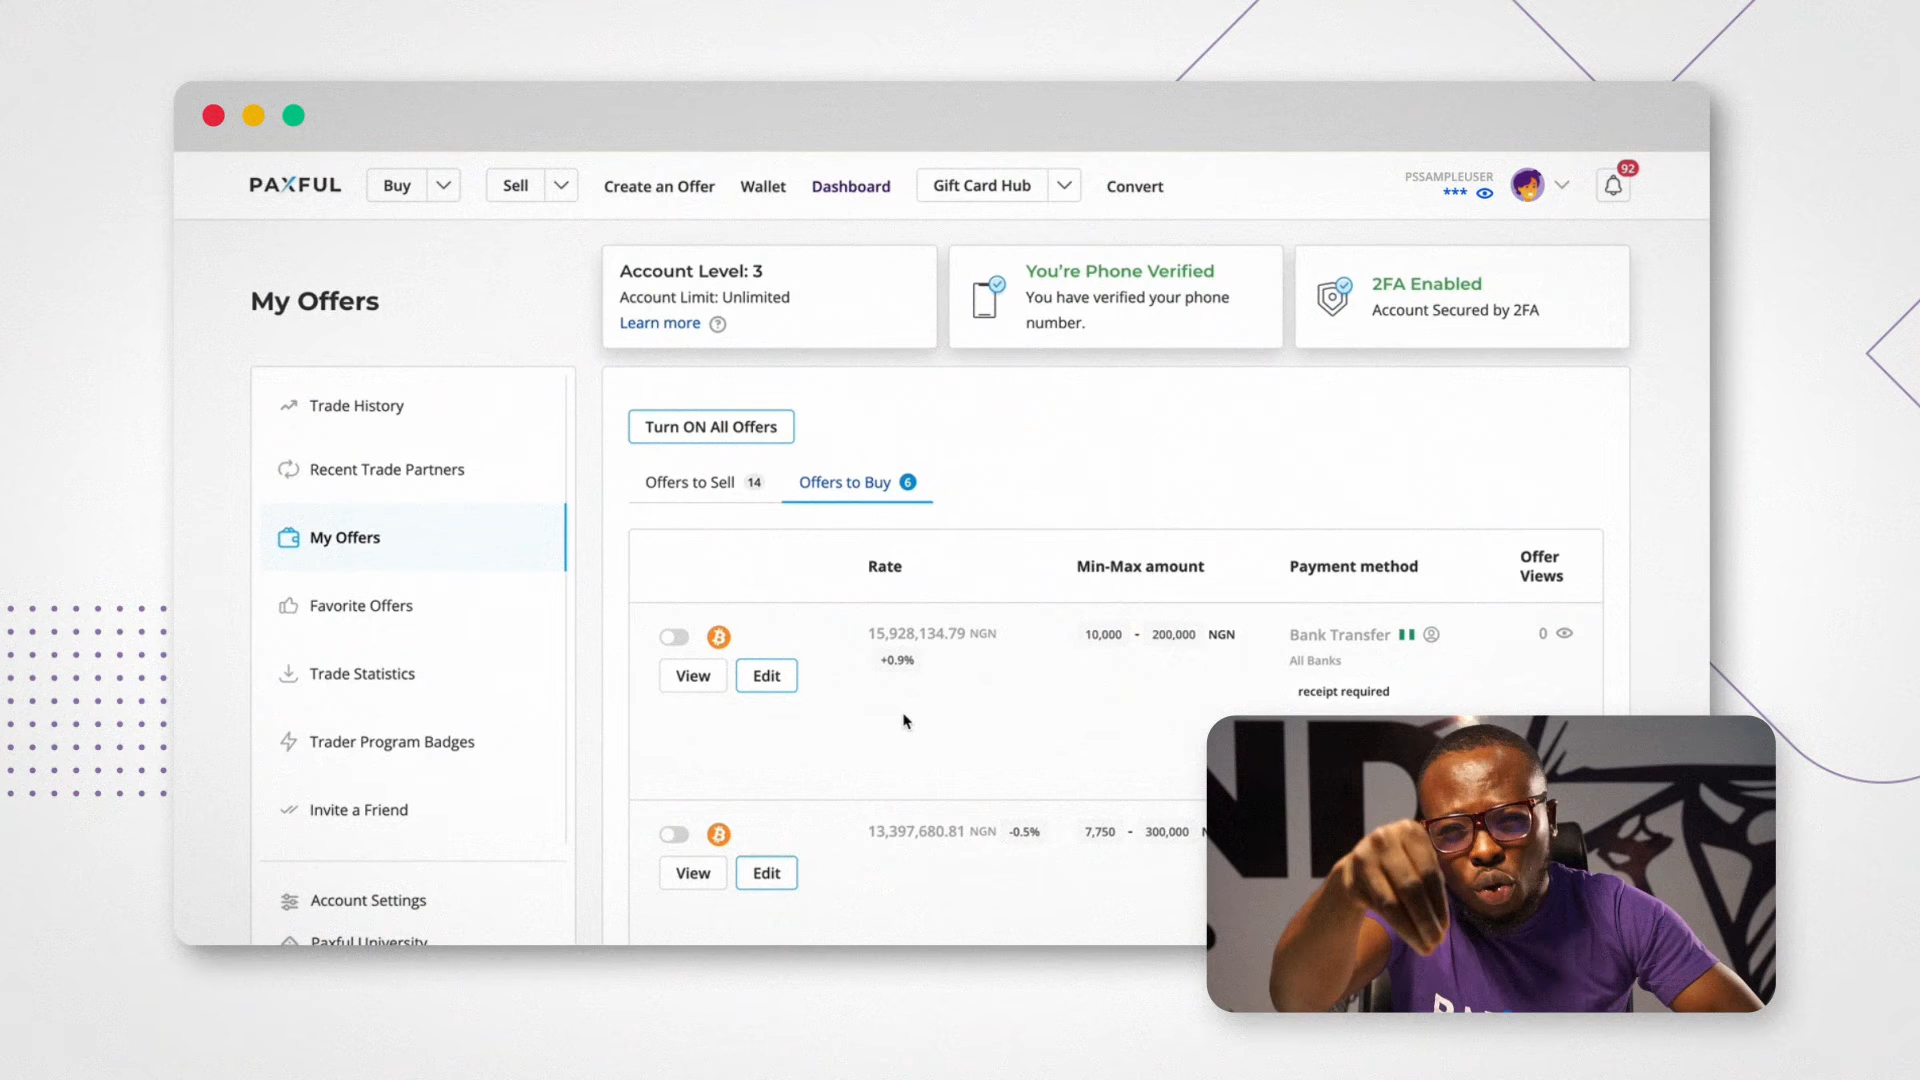 PAXFUL
Buy
Sell
Create an Offer
Wallet
Dashboard
Gift Card Hub
Convert
PSSAMPLEUSER
***
92
My Offers
Account Level: 3
Account Limit: Unlimited
Learn more ?
You're Phone Verified
You have verified your phone
number.
2FA Enabled
Account Secured by 2FA
Trade History
Recent Trade Partners
My Offers
Favorite Offers
Trade Statistics
Trader Program Badges
Invite a Friend
Account Settings
Paxful University
Turn ON All Offers
Offers to Sell 14
Offers to Buy 6
Rate
Min-Max amount
Payment method
Offer
Views
15,928,134.79 NGN
+0.9%
10,000 - 200,000 NGN
Bank Transfer
All Banks
receipt required
0
View
Edit
13,397,680.81 NGN -0.5%
7,750 - 300,000
View
Edit